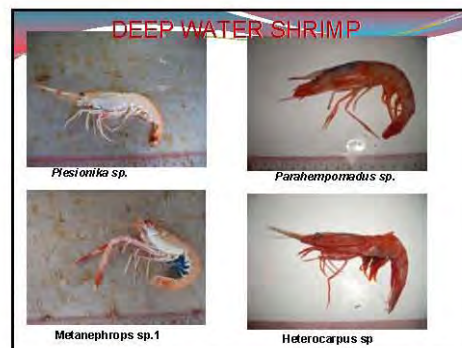 DEEP WATER SHRIMP
Plesionika sp.
Parahempomadus sp.
Metanephrops sp.1
Heterocarpus sp